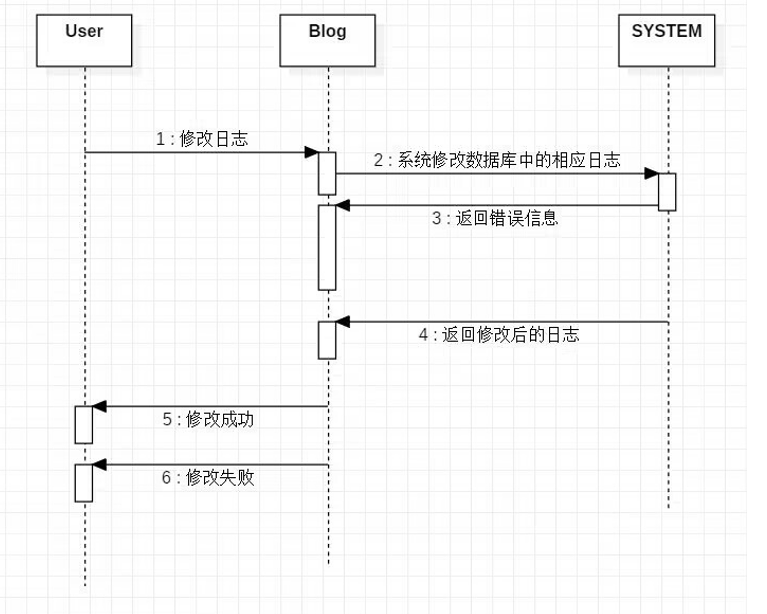 User
Blog
SYSTEM
1 : 修改日志
2 : 系统修改数据库中的相应日志
3 : 返回错误信息
4 : 返回修改后的日志
5 : 修改成功
6 : 修改失败